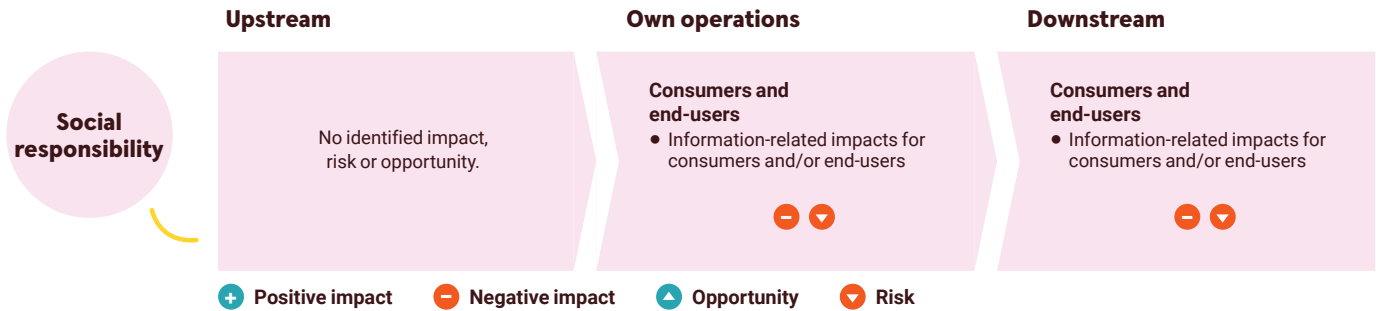 Upstream
Own operations
Downstream
Social
responsibility
No identified impact,
risk or opportunity.
Consumers and
end-users
• Information-related impacts for
consumers and/or end-users
Consumers and
end-users
• Information-related impacts for
consumers and/or end-users
Positive impact
Negative impact
Opportunity
Risk